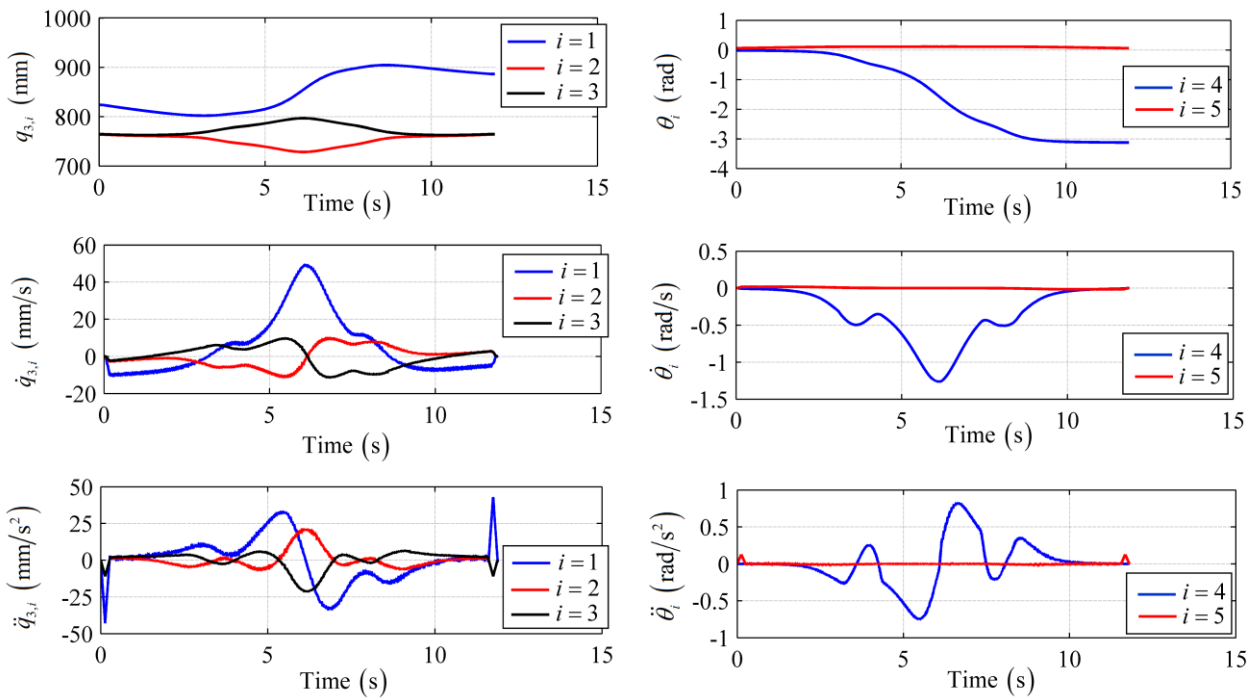 1000
900
800
700
q3,i (mm)
0
5
10
15
Time (s)
i = 1
i = 2
i = 3
1
0
-1
-2
-3
-4
θi (rad)
0
5
10
15
Time (s)
i = 4
i = 5
60
40
20
0
-20
q̇3,i (mm/s)
0
5
10
15
Time (s)
i = 1
i = 2
i = 3
0.5
0
-0.5
-1
-1.5
θ̇i (rad/s)
0
5
10
15
Time (s)
i = 4
i = 5
50
25
0
-25
-50
q̈3,i (mm/s²)
0
5
10
15
Time (s)
i = 1
i = 2
i = 3
1
0.5
0
-0.5
-1
θ̈i (rad/s²)
0
5
10
15
Time (s)
i = 4
i = 5